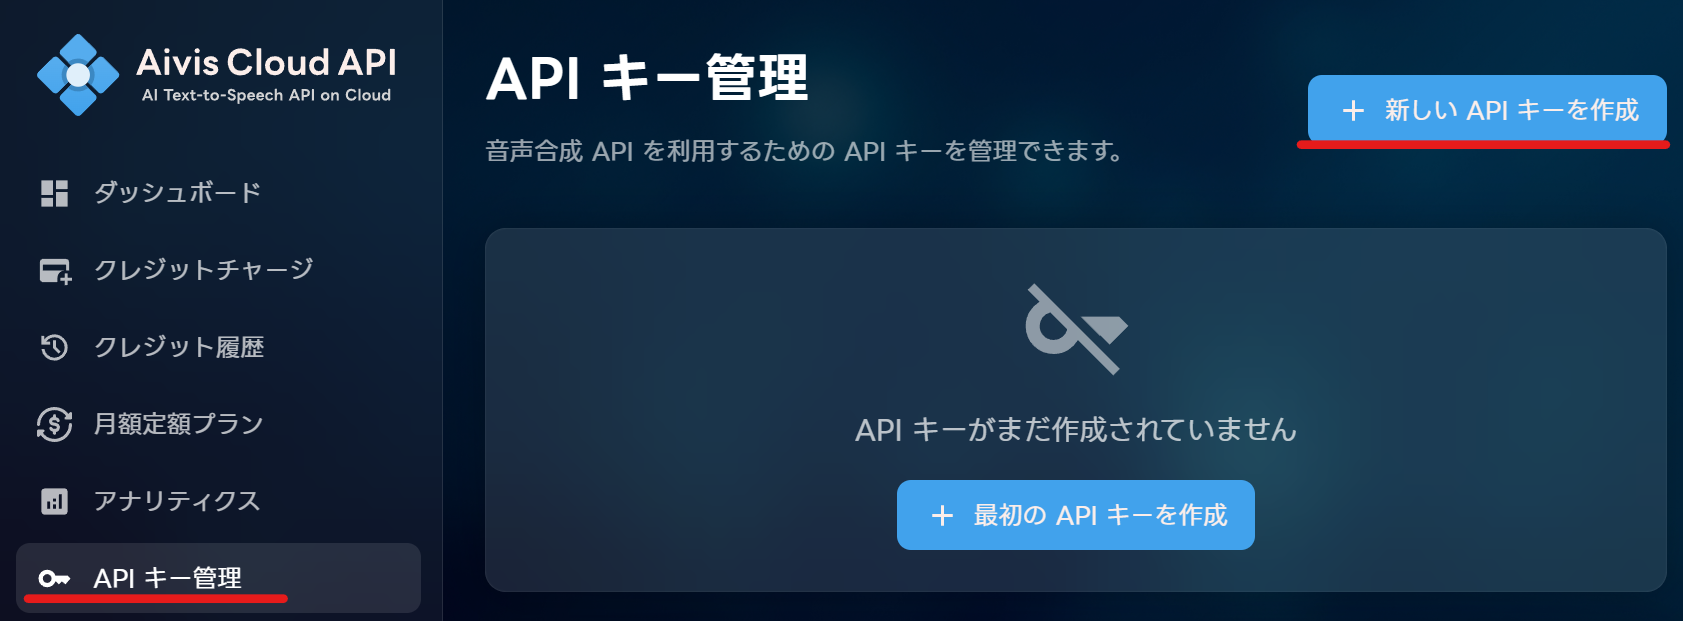 Aivis Cloud API
AI Text-to-Speech API on Cloud
ダッシュボード
クレジットチャージ
クレジット履歴
月額定額プラン
アナリティクス
API キー管理
API キー管理
音声合成 API を利用するための API キーを管理できます。
新しい API キーを作成
API キーがまだ作成されていません
最初の API キーを作成